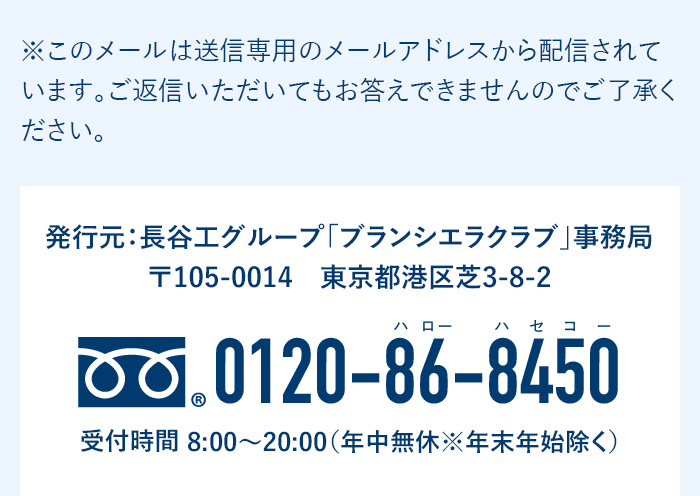 ※このメールは送信専用のメールアドレスから配信されて
います。ご返信いただいてもお答えできませんのでご了承く
ださい。
発行元：長谷工グループ「ブランシエラクラブ」事務局
〒105-0014　東京都港区芝3-8-2
ハロー ハセコー
® 0120-86-8450
受付時間 8:00〜20:00（年中無休※年末年始除く）